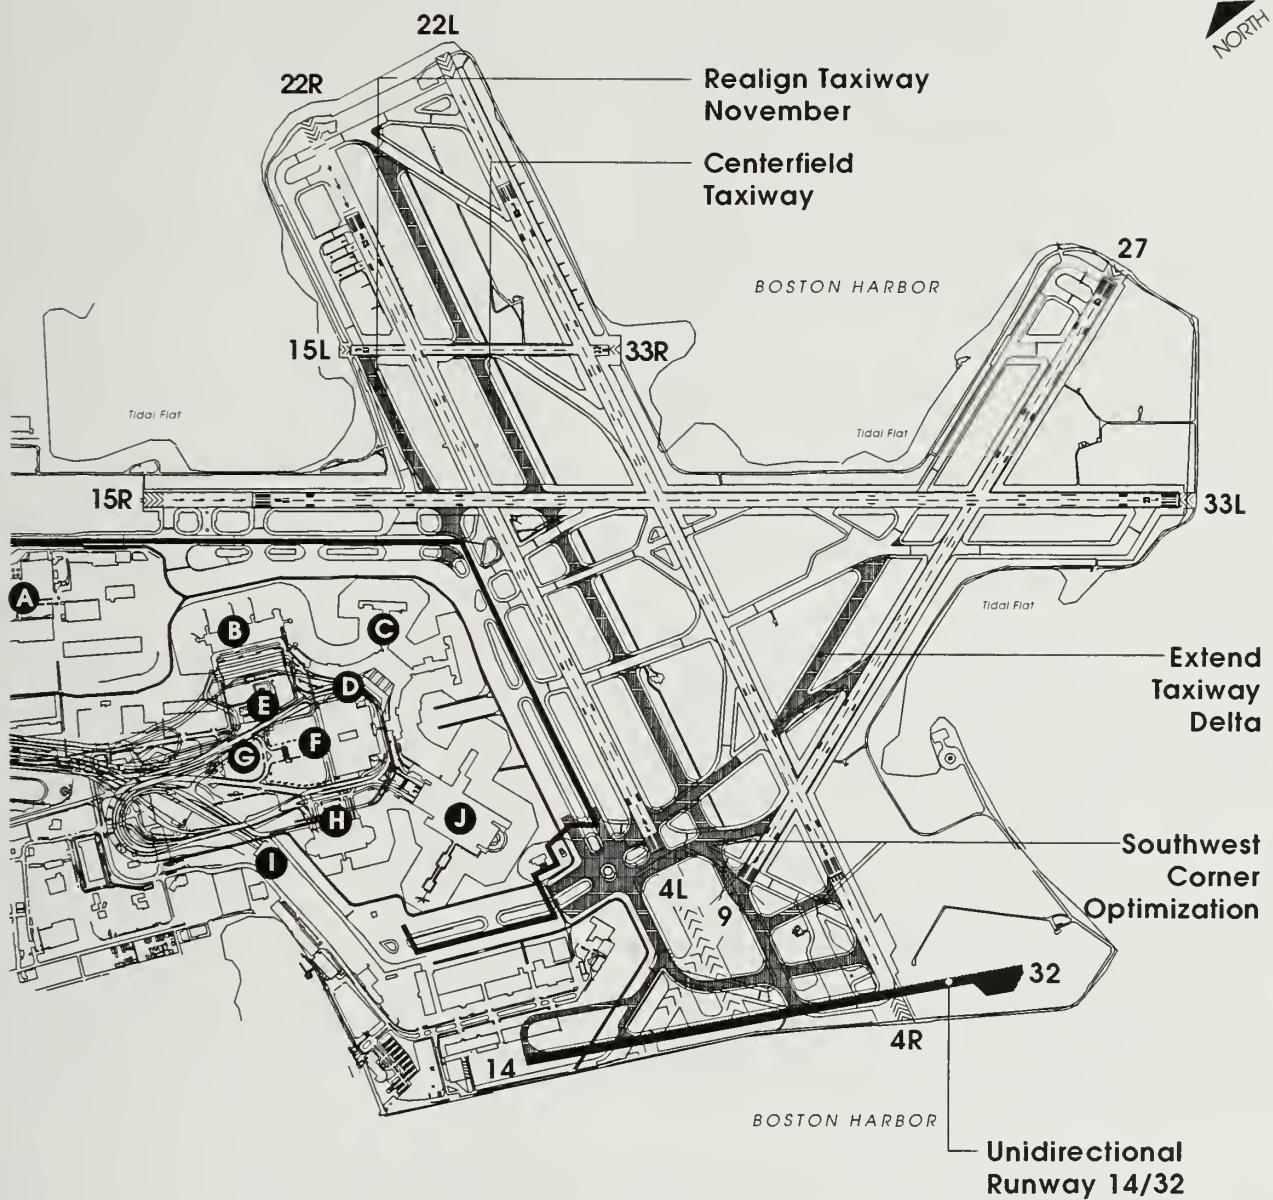 22L
NORTH
22R
Realign Taxiway
November
Centerfield
Taxiway
27
BOSTON HARBOR
15L
33R
Tidal Flat
Tidal Flat
15R
33L
A
B
C
Tidal Flat
D
E
F
G
Extend
Taxiway
Delta
H
J
I
Southwest
Corner
Optimization
4L
9
32
4R
14
BOSTON HARBOR
Unidirectional
Runway 14/32